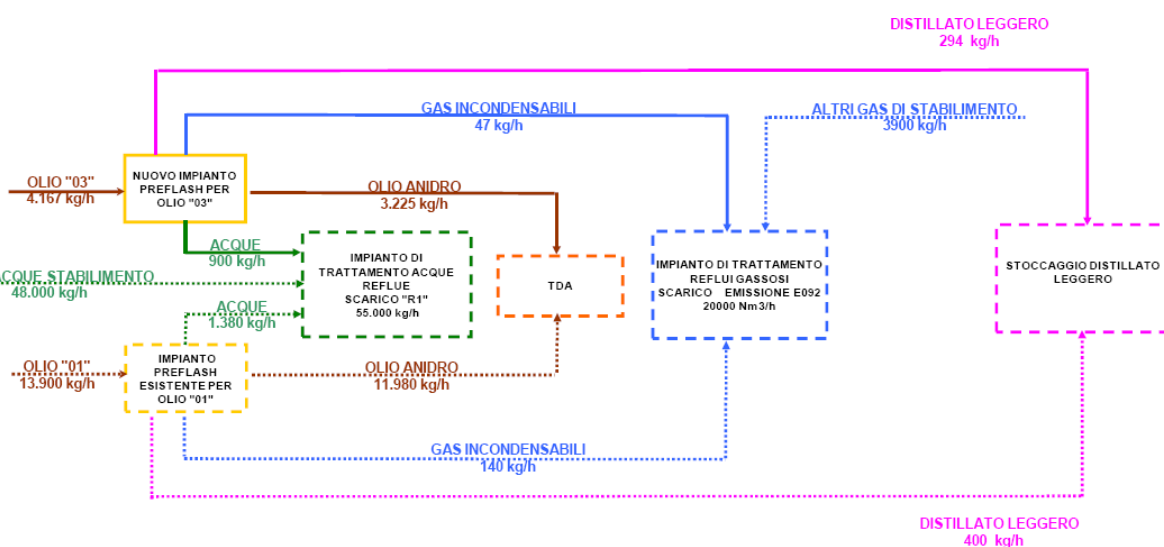 DISTILLATO LEGGERO
294 kg/h
GAS INCONDENSABILI
47 kg/h
ALTRI GAS DI STABILIMENTO
3900 kg/h
OLIO "03"
4.167 kg/h
NUOVO IMPIANTO
PREFLASH PER
OLIO "03"
OLIO ANIDRO
3.225 kg/h
ACQUE
900 kg/h
ACQUE STABILIMENTO
48.000 kg/h
ACQUE
1.380 kg/h
IMPIANTO DI
TRATTAMENTO ACQUE
REFLUE
SCARICO "R1"
55.000 kg/h
TDA
IMPIANTO DI TRATTAMENTO
REFLUI GASSOSI
SCARICO EMISSIONE E092
20000 Nm3/h
STOCCAGGIO DISTILLATO
LEGGERO
OLIO "01"
13.900 kg/h
IMPIANTO
PREFLASH
ESISTENTE PER
OLIO "01"
OLIO ANIDRO
11.980 kg/h
GAS INCONDENSABILI
140 kg/h
DISTILLATO LEGGERO
400 kg/h